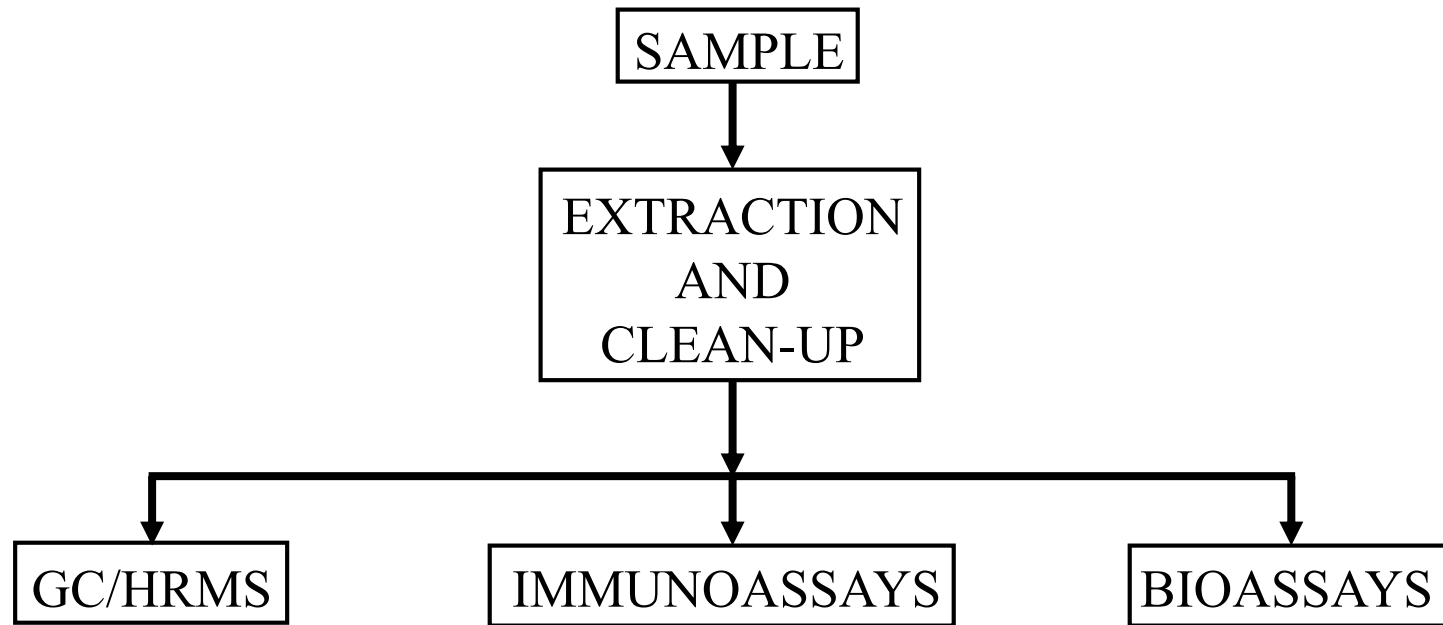 SAMPLE
EXTRACTION
AND
CLEAN-UP
GC/HRMS
IMMUNOASSAYS
BIOASSAYS